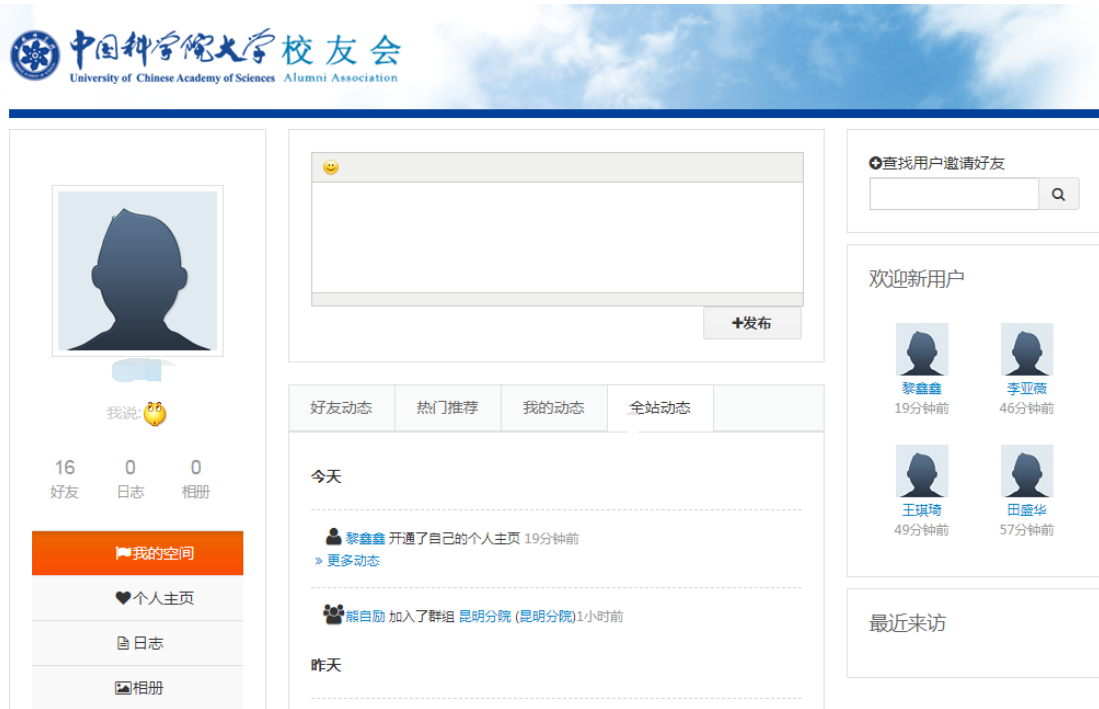 中国科学院大学 校友会
University of Chinese Academy of Sciences Alumni Association
我说:
16 0 0
好友 日志 相册
我的空间
个人主页
日志
相册
发布
好友动态 热门推荐 我的动态 全站动态
今天
黎鑫鑫 开通了自己的个人主页 19分钟前
» 更多动态
熊自励 加入了群组 昆明分院 (昆明分院)1小时前
昨天
查找用户邀请好友
欢迎新用户
黎鑫鑫 李亚薇
19分钟前 46分钟前
王琪琦 田盛华
49分钟前 57分钟前
最近来访